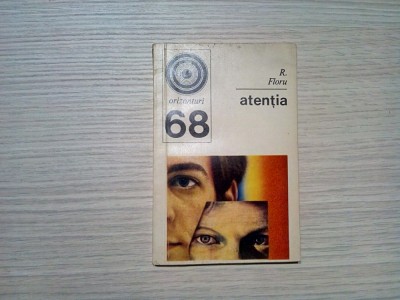 R.
Floru
orizonturi
atenția
68